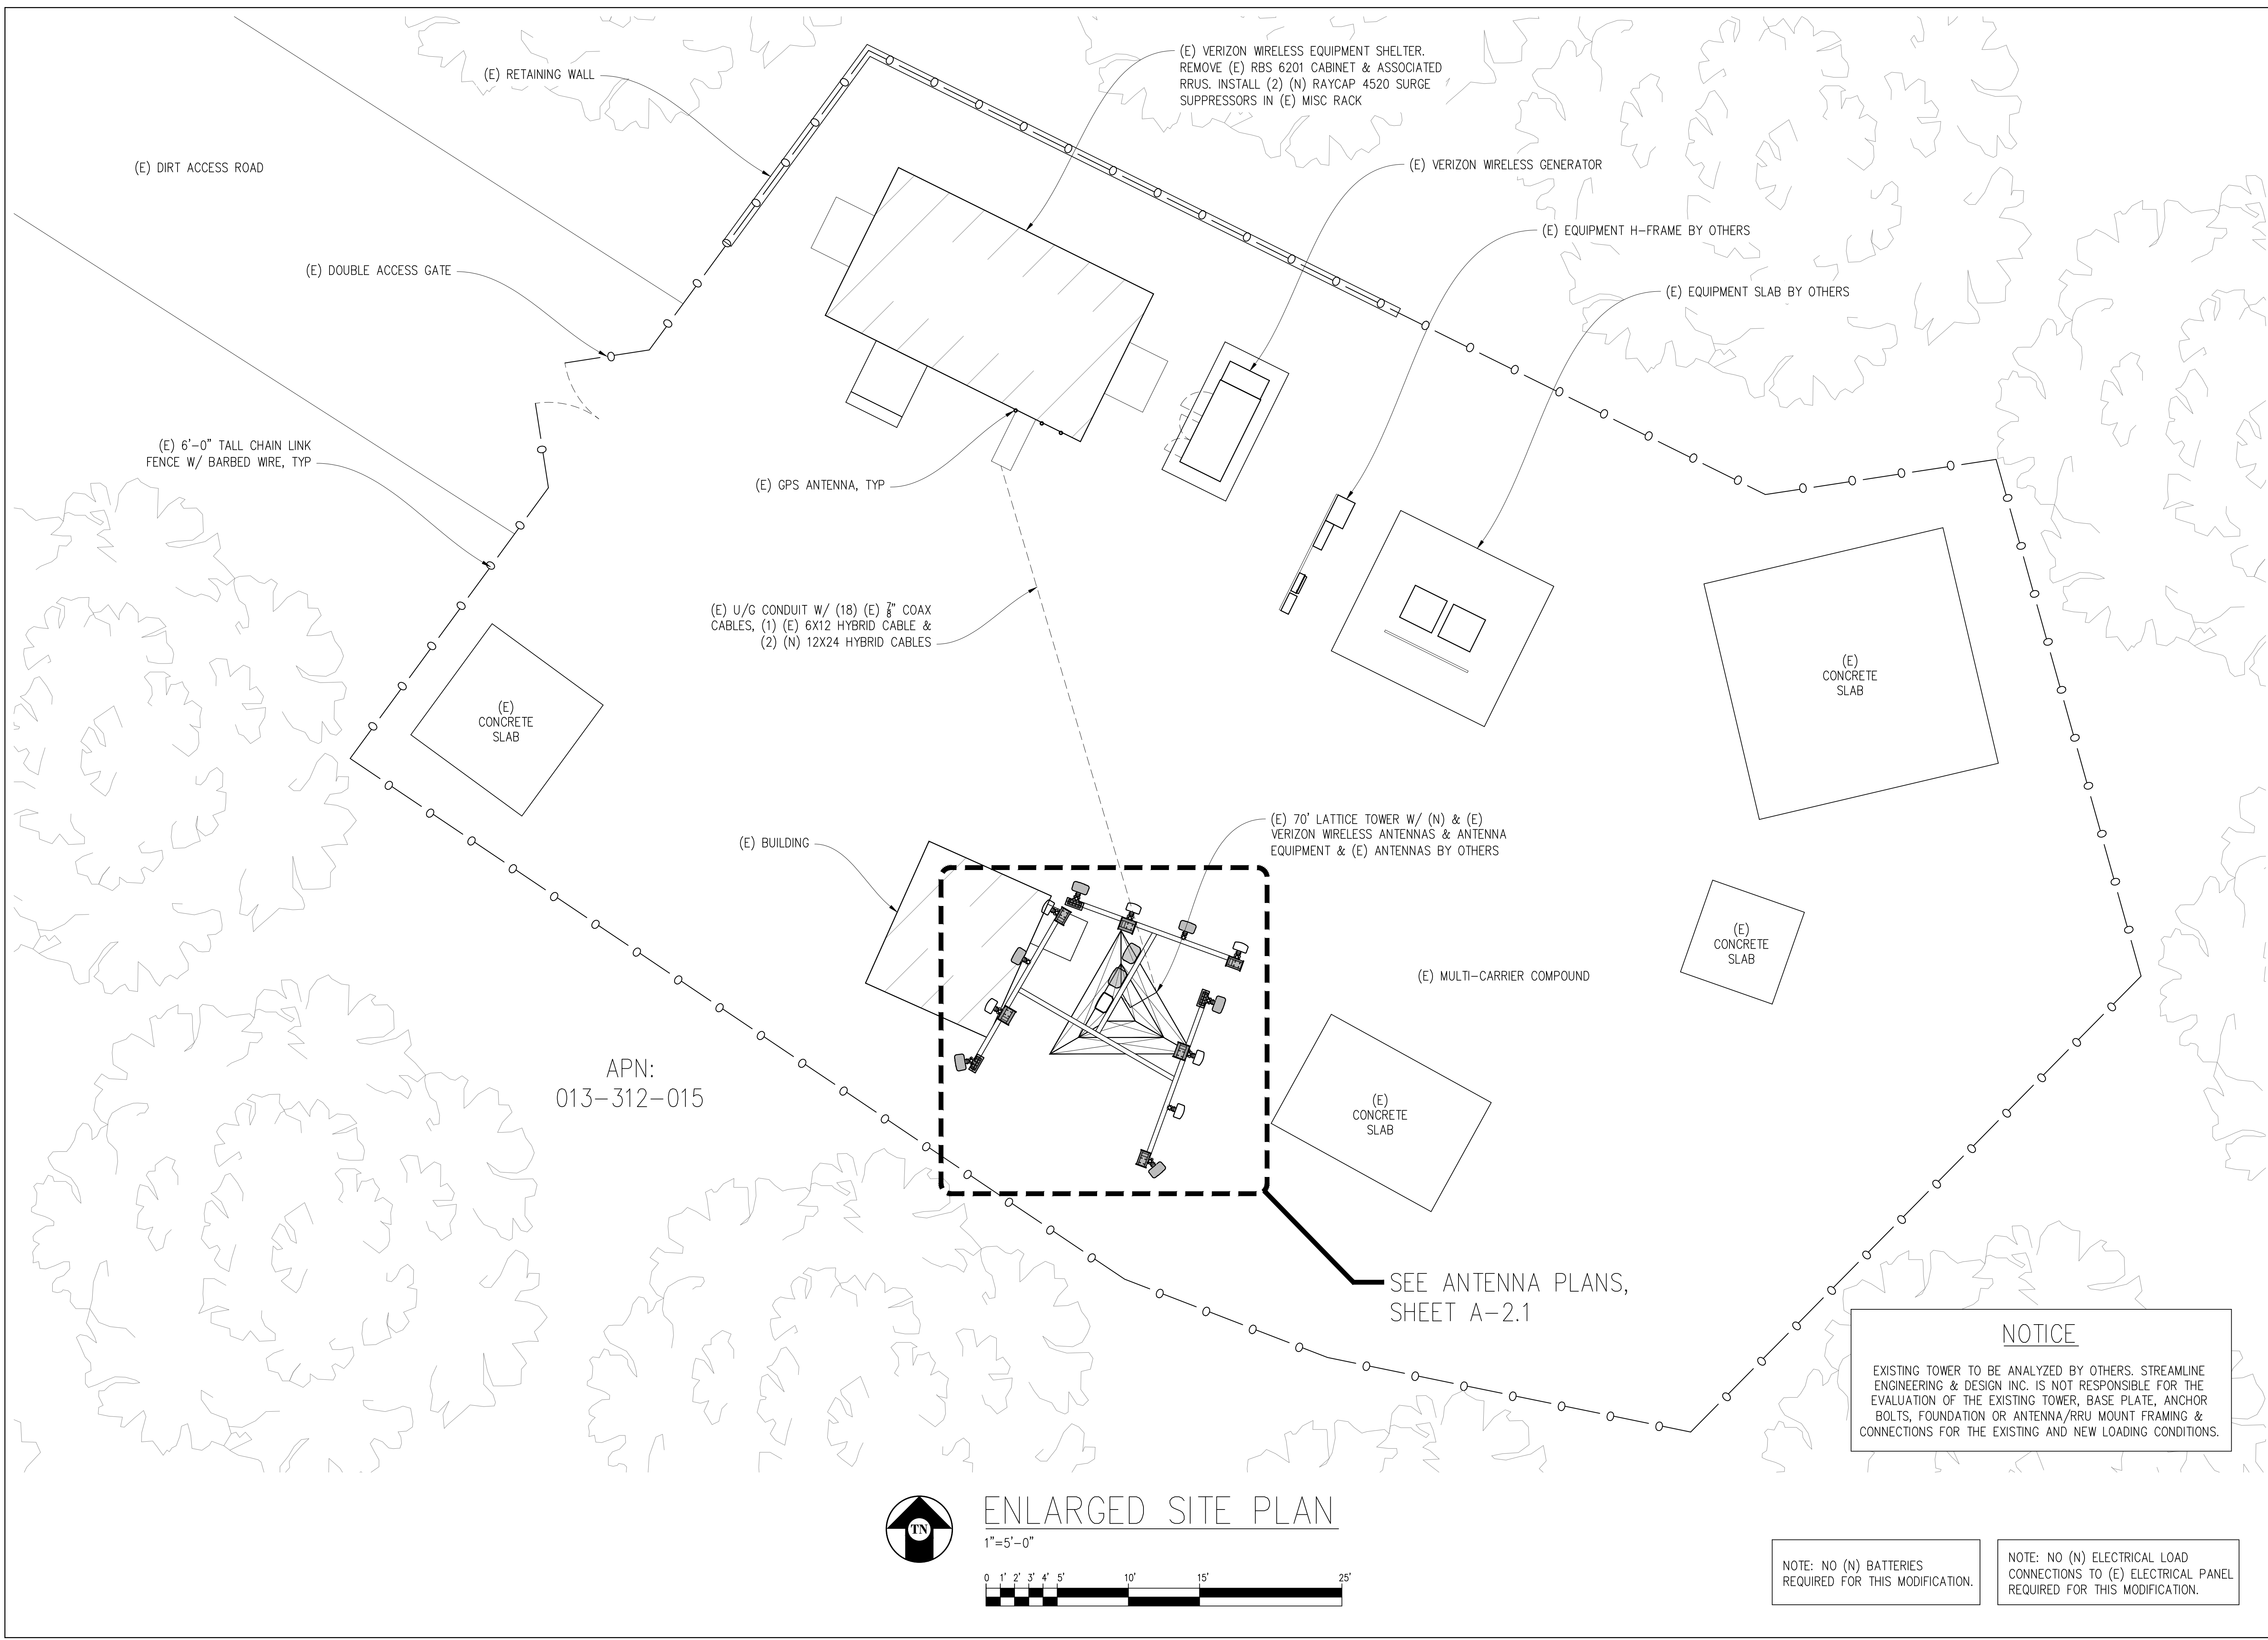 (E) VERIZON WIRELESS EQUIPMENT SHELTER.
REMOVE (E) RBS 6201 CABINET & ASSOCIATED
RRUS. INSTALL (2) (N) RAYCAP 4520 SURGE
SUPPRESSORS IN (E) MISC RACK
(E) RETAINING WALL
(E) DIRT ACCESS ROAD
(E) VERIZON WIRELESS GENERATOR
(E) EQUIPMENT H-FRAME BY OTHERS
(E) DOUBLE ACCESS GATE
(E) EQUIPMENT SLAB BY OTHERS
(E) 6'-0" TALL CHAIN LINK
FENCE W/ BARBED WIRE, TYP
(E) GPS ANTENNA, TYP
(E) U/G CONDUIT W/ (18) (E) 7/8" COAX
CABLES, (1) (E) 6X12 HYBRID CABLE &
(2) (N) 12X24 HYBRID CABLES
(E)
CONCRETE
SLAB
(E)
CONCRETE
SLAB
(E) BUILDING
(E) 70' LATTICE TOWER W/ (N) & (E)
VERIZON WIRELESS ANTENNAS & ANTENNA
EQUIPMENT & (E) ANTENNAS BY OTHERS
(E)
CONCRETE
SLAB
(E) MULTI-CARRIER COMPOUND
APN:
013-312-015
(E)
CONCRETE
SLAB
SEE ANTENNA PLANS,
SHEET A-2.1
NOTICE
EXISTING TOWER TO BE ANALYZED BY OTHERS. STREAMLINE
ENGINEERING & DESIGN INC. IS NOT RESPONSIBLE FOR THE
EVALUATION OF THE EXISTING TOWER, BASE PLATE, ANCHOR
BOLTS, FOUNDATION OR ANTENNA/RRU MOUNT FRAMING &
CONNECTIONS FOR THE EXISTING AND NEW LOADING CONDITIONS.
TN
ENLARGED SITE PLAN
1"=5'-0"
0 1' 2' 3' 4' 5' 10' 15' 25'
NOTE: NO (N) BATTERIES
REQUIRED FOR THIS MODIFICATION.
NOTE: NO (N) ELECTRICAL LOAD
CONNECTIONS TO (E) ELECTRICAL PANEL
REQUIRED FOR THIS MODIFICATION.